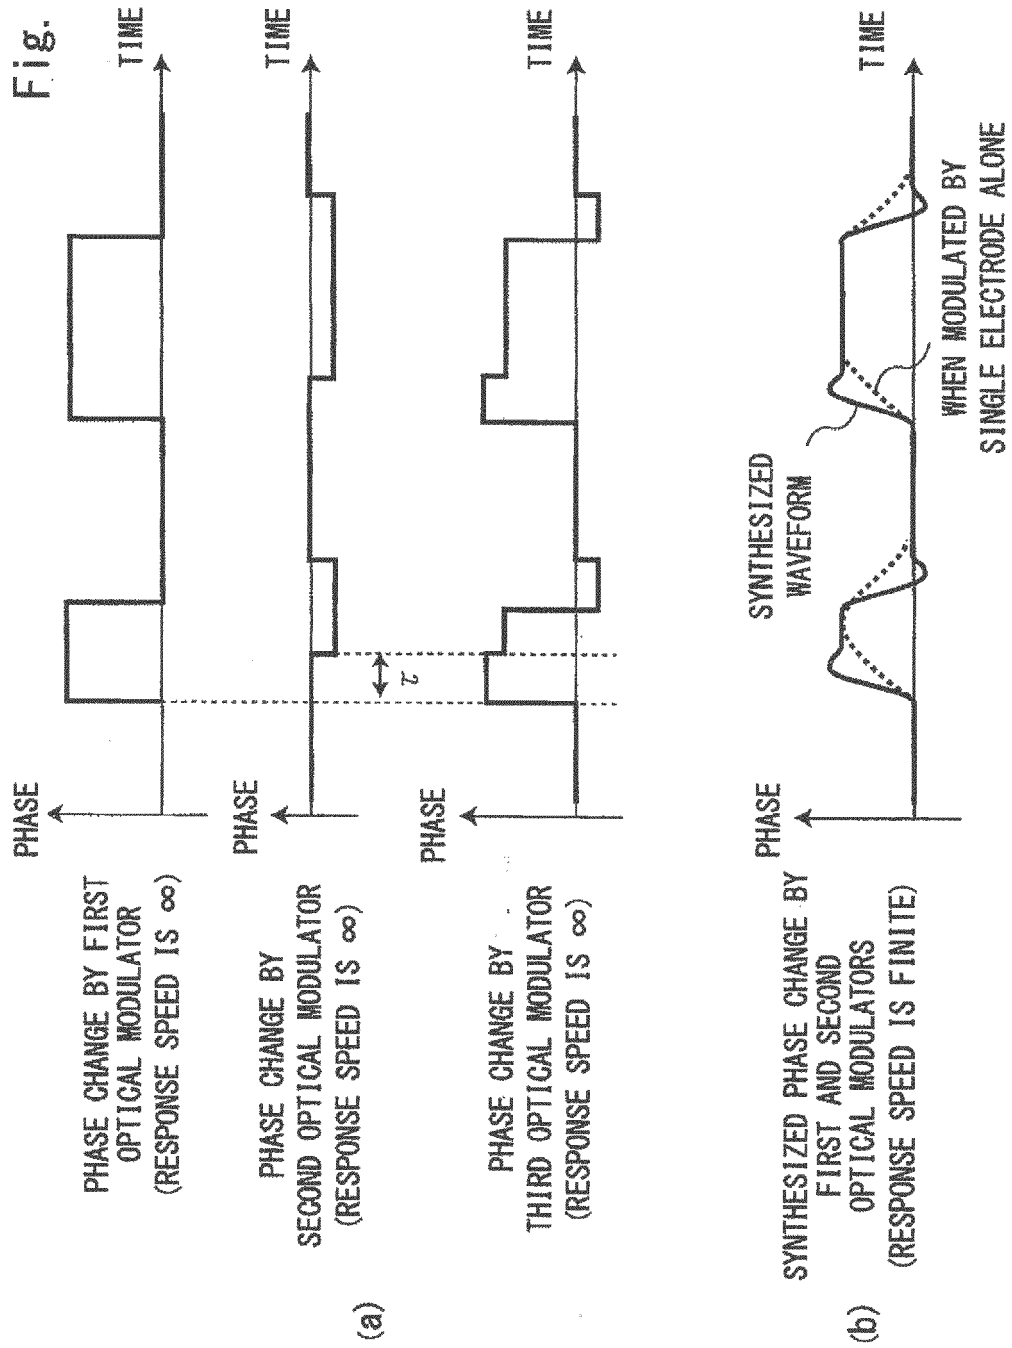 Fig.
(a)
PHASE CHANGE BY FIRST
OPTICAL MODULATOR
(RESPONSE SPEED IS ∞)
PHASE
TIME
PHASE CHANGE BY
SECOND OPTICAL MODULATOR
(RESPONSE SPEED IS ∞)
PHASE
TIME
τ
PHASE CHANGE BY
THIRD OPTICAL MODULATOR
(RESPONSE SPEED IS ∞)
PHASE
TIME
(b)
SYNTHESIZED PHASE CHANGE BY
FIRST AND SECOND
OPTICAL MODULATORS
(RESPONSE SPEED IS FINITE)
PHASE
TIME
SYNTHESIZED
WAVEFORM
WHEN MODULATED BY
SINGLE ELECTRODE ALONE